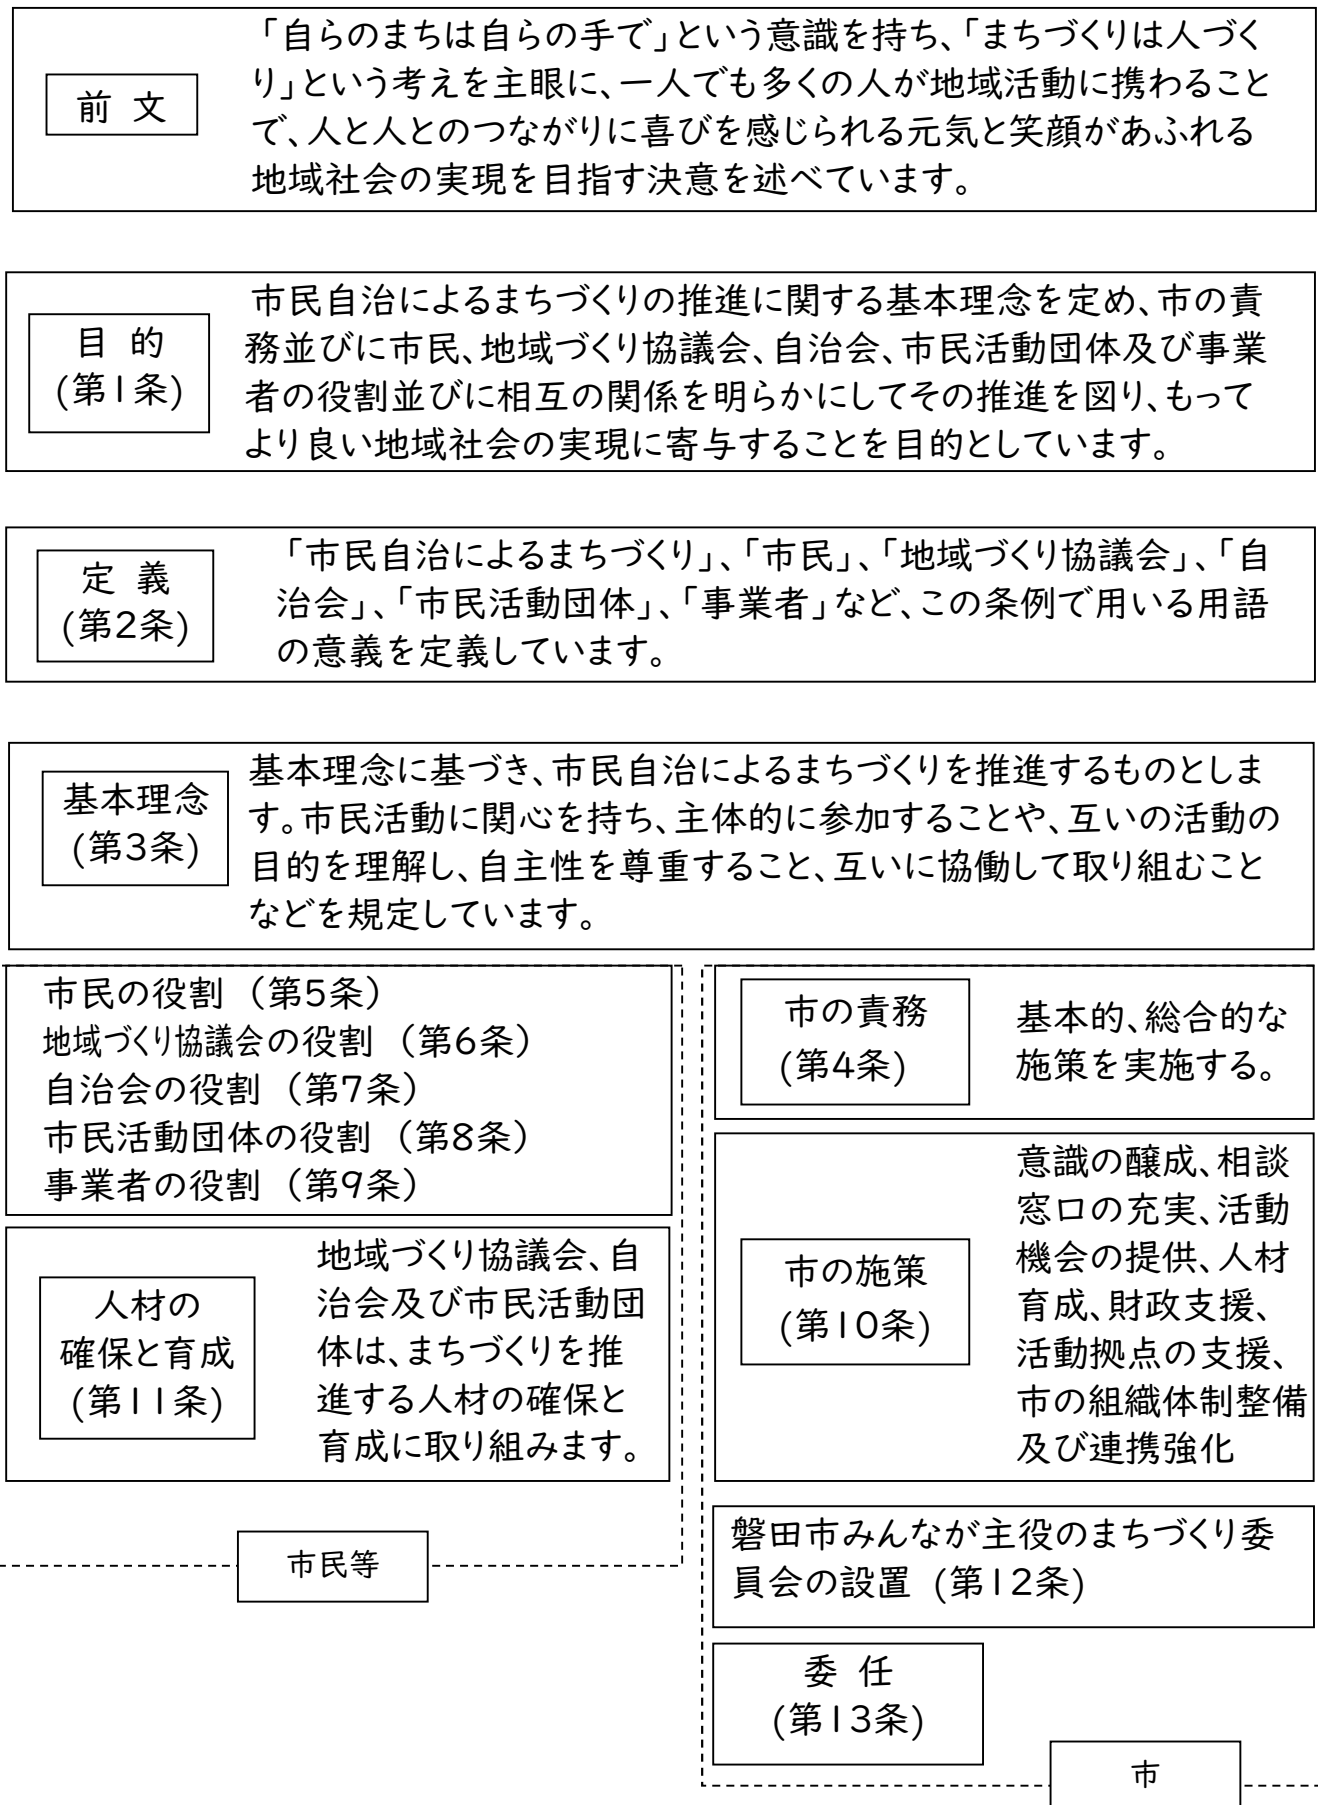 前 文
「自らのまちは自らの手で」という意識を持ち、「まちづくりは人づく
り」という考えを主眼に、一人でも多くの人が地域活動に携わること
で、人と人とのつながりに喜びを感じられる元気と笑顔があふれる
地域社会の実現を目指す決意を述べています。
目 的
(第1条)
市民自治によるまちづくりの推進に関する基本理念を定め、市の責
務並びに市民、地域づくり協議会、自治会、市民活動団体及び事業
者の役割並びに相互の関係を明らかにしてその推進を図り、もって
より良い地域社会の実現に寄与することを目的としています。
定 義
(第2条)
「市民自治によるまちづくり」、「市民」、「地域づくり協議会」、「自
治会」、「市民活動団体」、「事業者」など、この条例で用いる用語
の意義を定義しています。
基本理念
(第3条)
基本理念に基づき、市民自治によるまちづくりを推進するものとしま
す。市民活動に関心を持ち、主体的に参加することや、互いの活動の
目的を理解し、自主性を尊重すること、互いに協働して取り組むこと
などを規定しています。
市民の役割 (第5条)
地域づくり協議会の役割 (第6条)
自治会の役割 (第7条)
市民活動団体の役割 (第8条)
事業者の役割 (第9条)
人材の
確保と育成
(第11条)
地域づくり協議会、自
治会及び市民活動団
体は、まちづくりを推
進する人材の確保と
育成に取り組みます。
市民等
市の責務
(第4条)
基本的、総合的な
施策を実施する。
市の施策
(第10条)
意識の醸成、相談
窓口の充実、活動
機会の提供、人材
育成、財政支援、
活動拠点の支援、
市の組織体制整備
及び連携強化
磐田市みんなが主役のまちづくり委
員会の設置 (第12条)
委 任
(第13条)
市